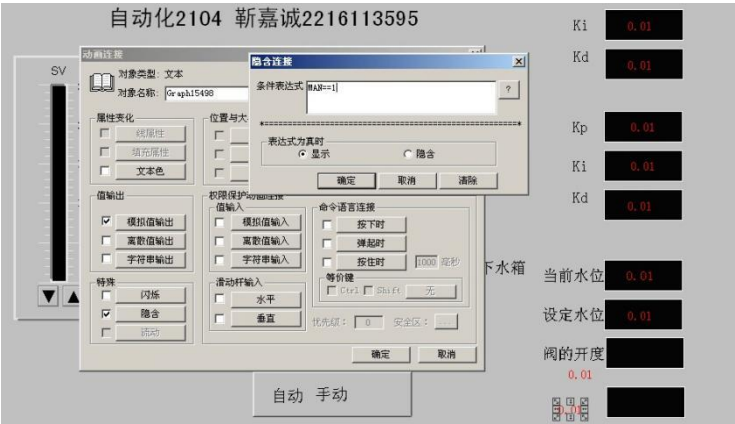 自动化2104 靳嘉诚2216113595
Ki 0.01
Kd 0.01
Kp 0.01
Ki 0.01
Kd 0.01
SV
动画连接
对象类型: 文本
对象名称: Graph15498
属性变化
线属性
填充属性
文本色
位置与大
值输出
模拟值输出
离散值输出
字符串输出
特殊
闪烁
隐含
流动
权限保护动画连接
值输入
模拟值输入
离散值输入
字符串输入
滑动杆输入
水平
垂直
命令语言连接
按下时
弹起时
按住时 1000 毫秒
等价键
Ctrl Shift 无
优先级: 0 安全区: ...
确定 取消
隐含连接
条件表达式 MAN==1
?
表达式为真时
显示 隐含
确定 取消 清除
下水箱
当前水位 0.01
设定水位 0.01
阀的开度
0.01
0.01
自动 手动